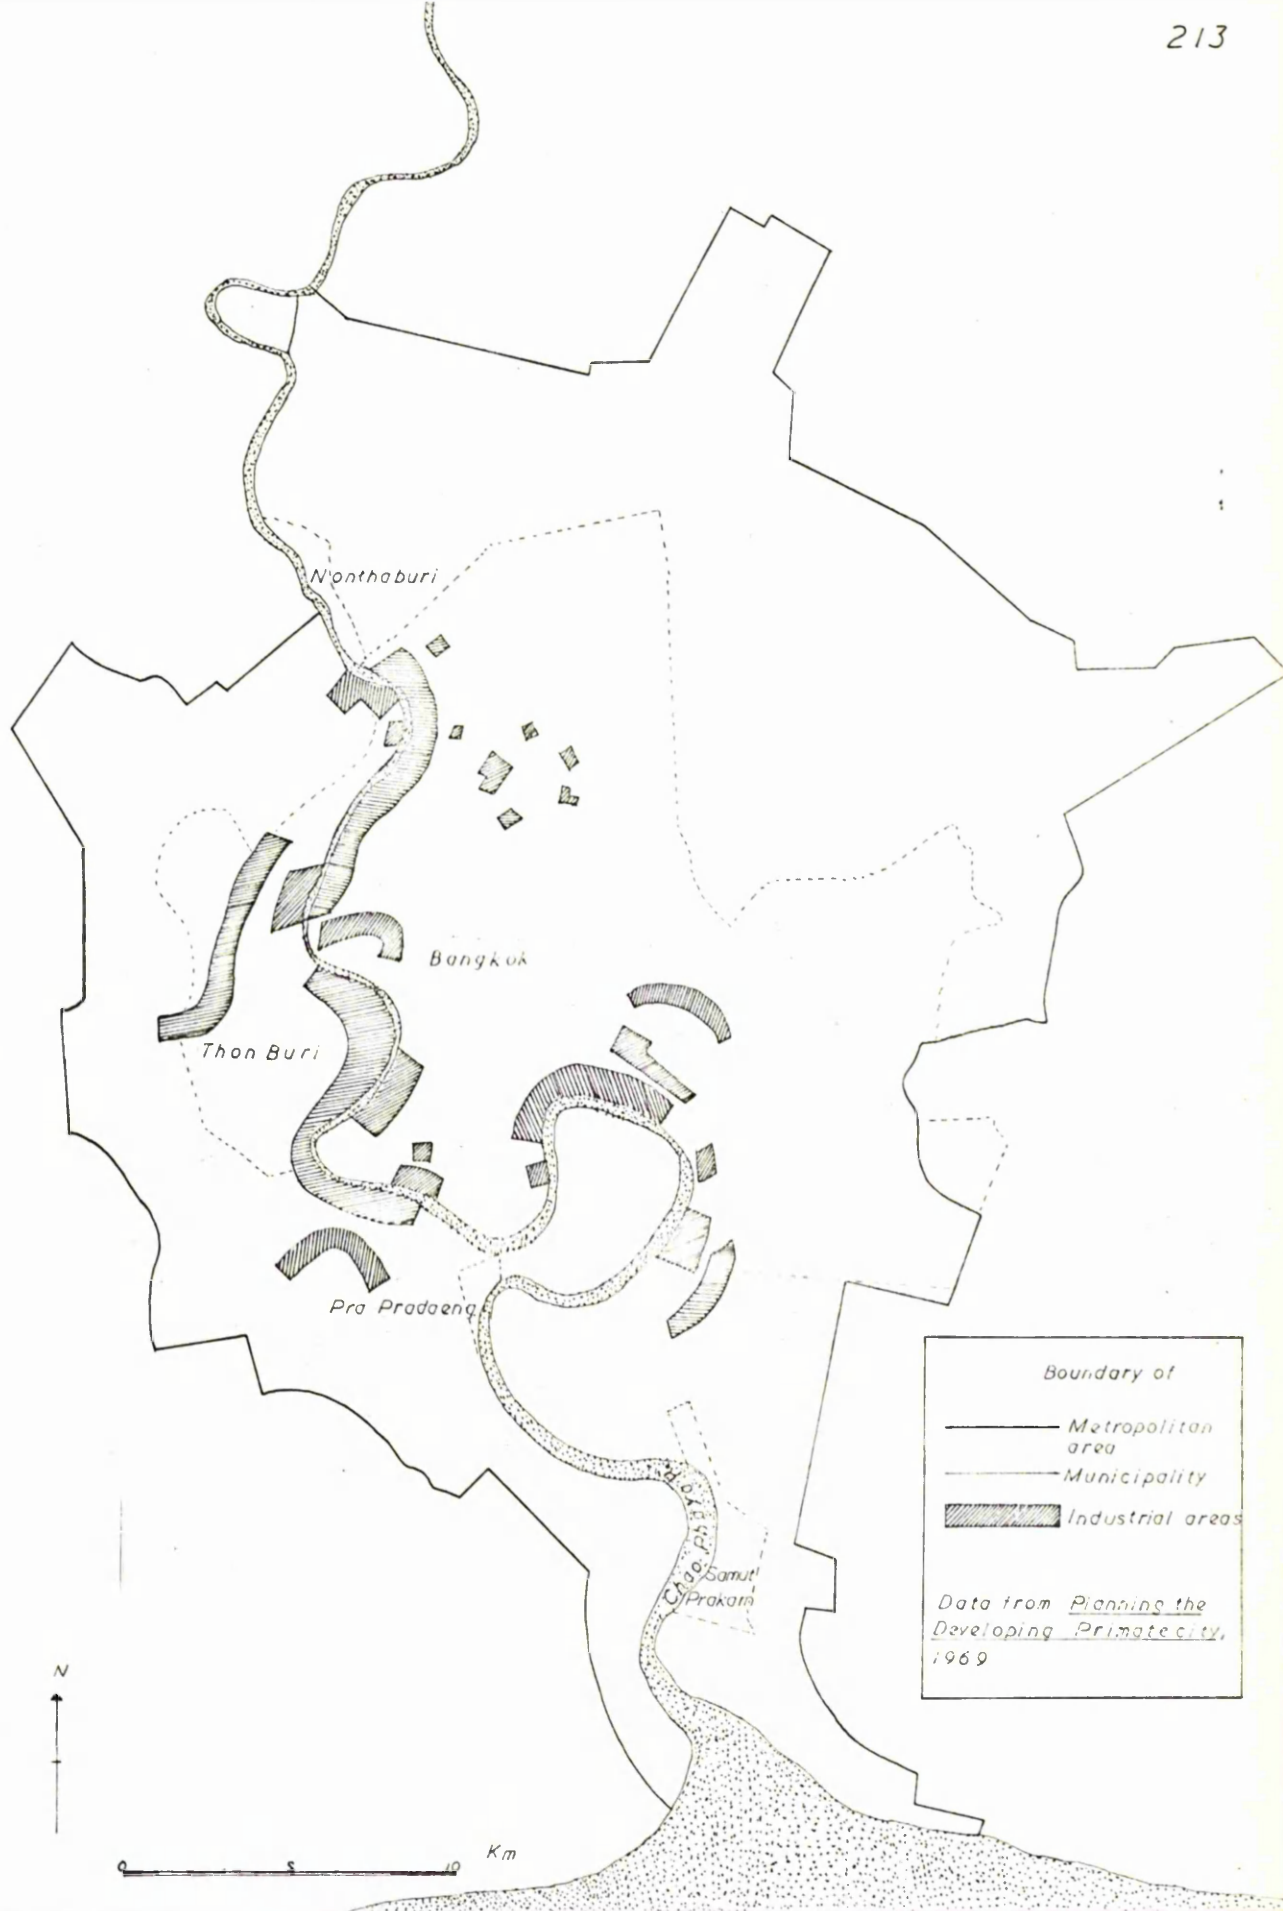 213
Nonthaburi
Bangkok
Thon Buri
Pra Pradaeng
Chao Phaya R.
Samut
Prakarn
Boundary of
Metropolitan
area
Municipality
Industrial areas
Data from Planning the
Developing Primate city,
1969
N
0 5 10 Km